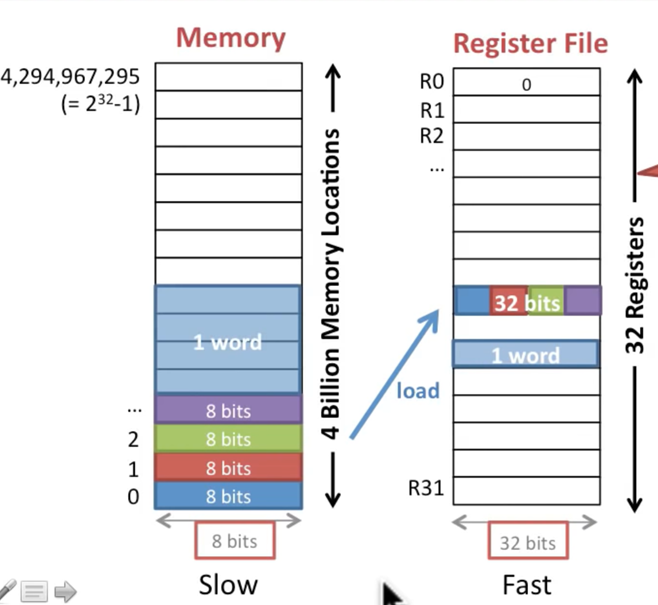 Memory
4,294,967,295
(= 2³²-1)
1 word
...
8 bits
2
8 bits
1
8 bits
0
8 bits
8 bits
Slow
4 Billion Memory Locations
load
Register File
R0
0
R1
R2
...
32 bits
1 word
R31
32 bits
Fast
32 Registers